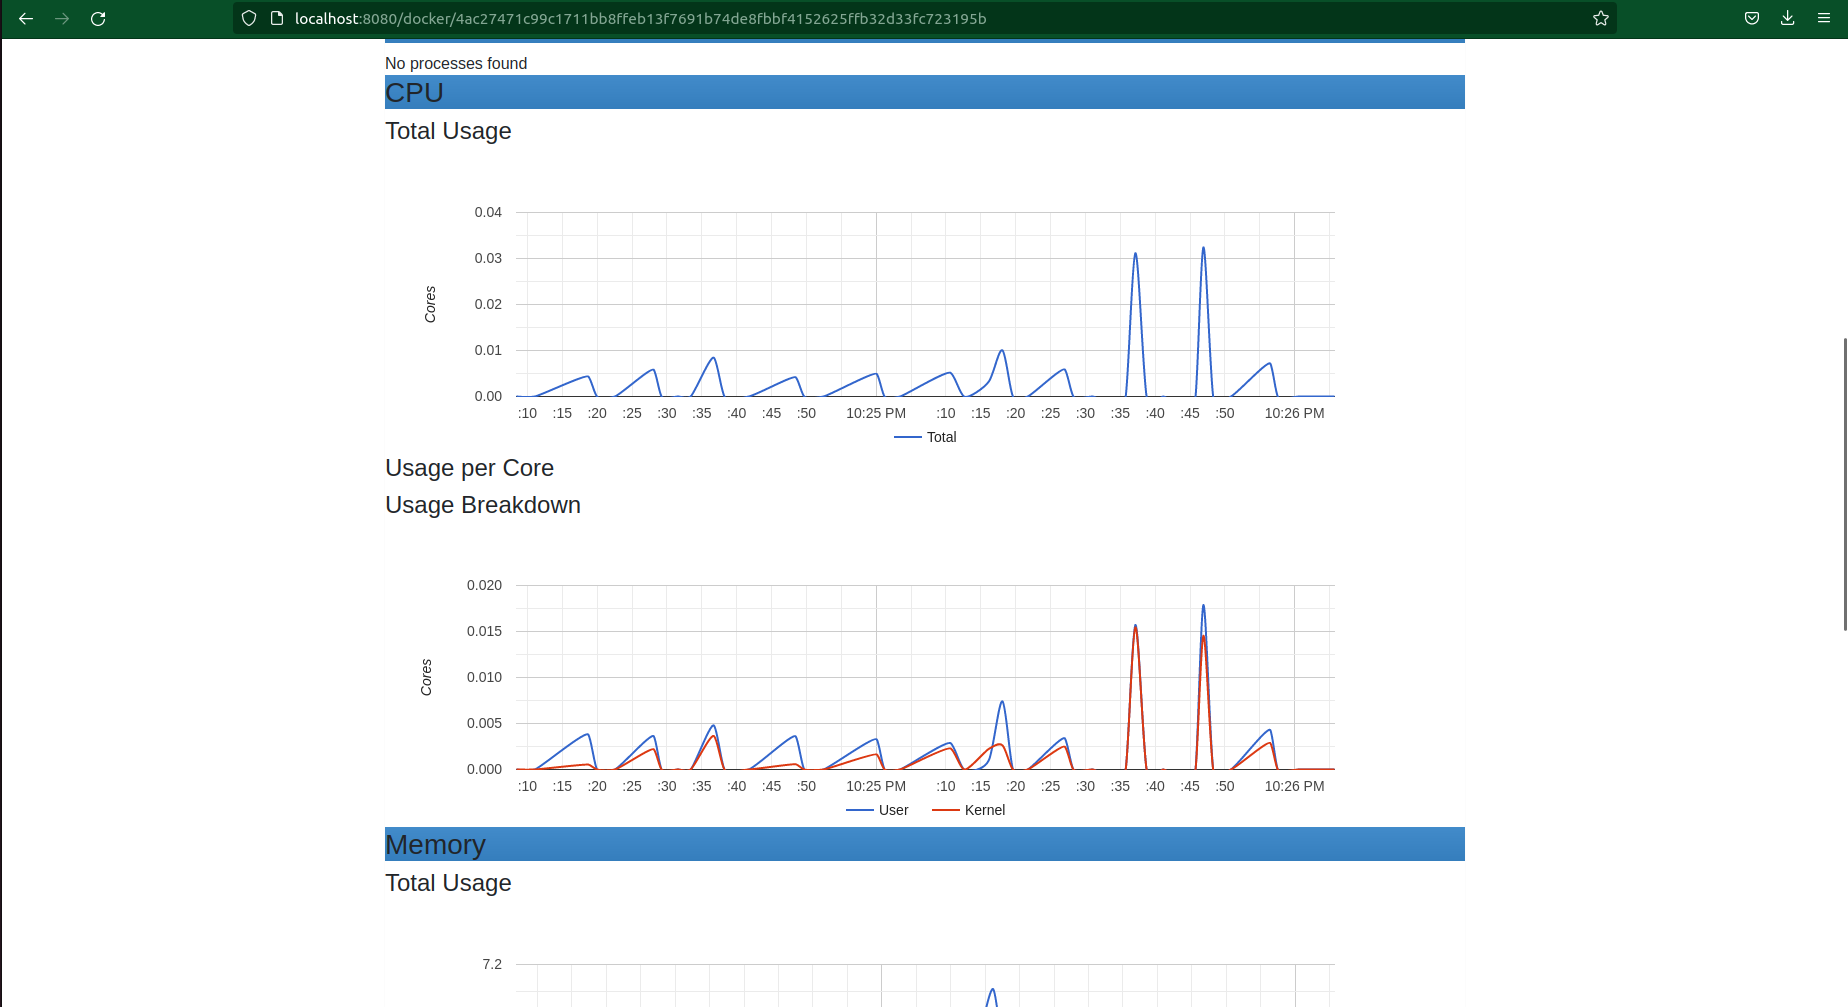 localhost:8080/docker/4ac27471c99c1711bb8ffeb13f7691b74de8fbbf4152625ffb32d33fc723195b
No processes found
CPU
Total Usage
0.04
0.03
0.02
0.01
0.00
Cores
:10 :15 :20 :25 :30 :35 :40 :45 :50 10:25 PM :10 :15 :20 :25 :30 :35 :40 :45 :50 10:26 PM
Total
Usage per Core
Usage Breakdown
0.020
0.015
0.010
0.005
0.000
Cores
:10 :15 :20 :25 :30 :35 :40 :45 :50 10:25 PM :10 :15 :20 :25 :30 :35 :40 :45 :50 10:26 PM
User Kernel
Memory
Total Usage
7.2